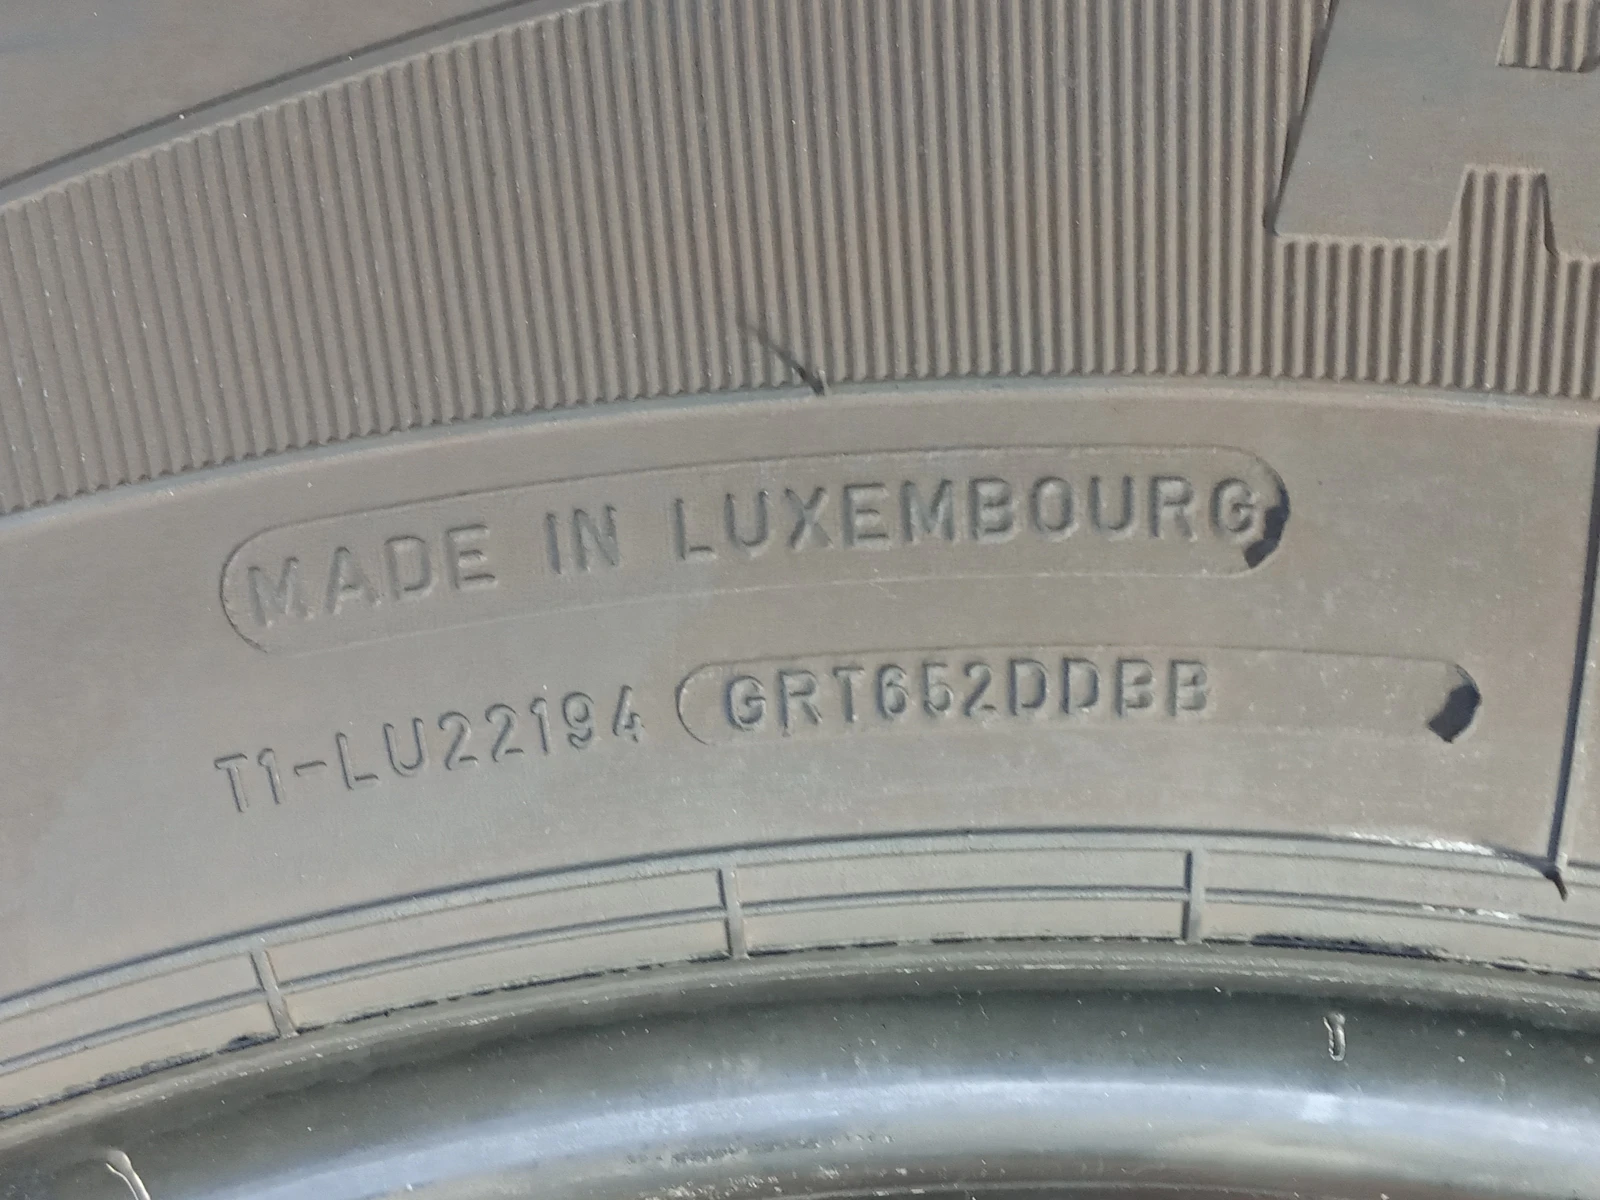 A
MADE IN LUXEMBOURG
T1-LU22194 GRT652DDBB